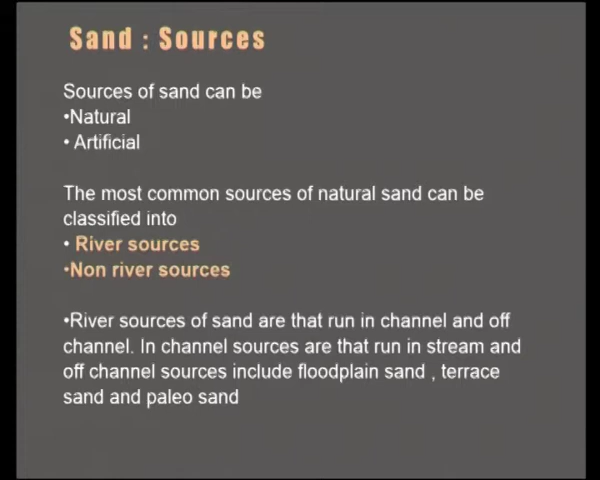 Sand : Sources
Sources of sand can be
•Natural
• Artificial
The most common sources of natural sand can be
classified into
• River sources
•Non river sources
•River sources of sand are that run in channel and off
channel. In channel sources are that run in stream and
off channel sources include floodplain sand , terrace
sand and paleo sand